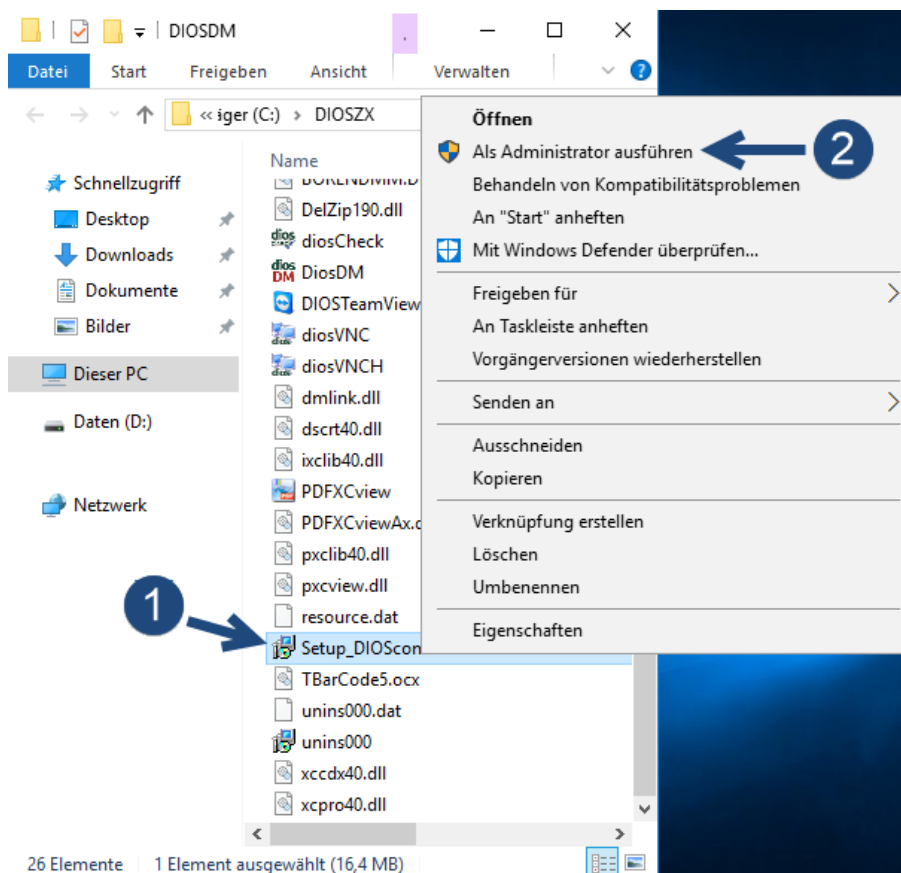 DIOSDM
Datei Start Freigeben Ansicht Verwalten
« iger (C:) > DIOSZX
Name
Schnellzugriff
Desktop
Downloads
Dokumente
Bilder
Dieser PC
Daten (D:)
Netzwerk
DelZip190.dll
diosCheck
DiosDM
DIOSTeamView
diosVNC
diosVNCH
dmlink.dll
dscrt40.dll
ixclib40.dll
PDFXCview
PDFXCviewAx.
pxclib40.dll
pxcview.dll
resource.dat
1
Setup_DIOScon
TBarCode5.ocx
unins000.dat
unins000
xccdx40.dll
xcpro40.dll
Öffnen
Als Administrator ausführen
2
Behandeln von Kompatibilitätsproblemen
An "Start" anheften
Mit Windows Defender überprüfen...
Freigeben für
An Taskleiste anheften
Vorgängerversionen wiederherstellen
Senden an
Ausschneiden
Kopieren
Verknüpfung erstellen
Löschen
Umbenennen
Eigenschaften
26 Elemente 1 Element ausgewählt (16,4 MB)